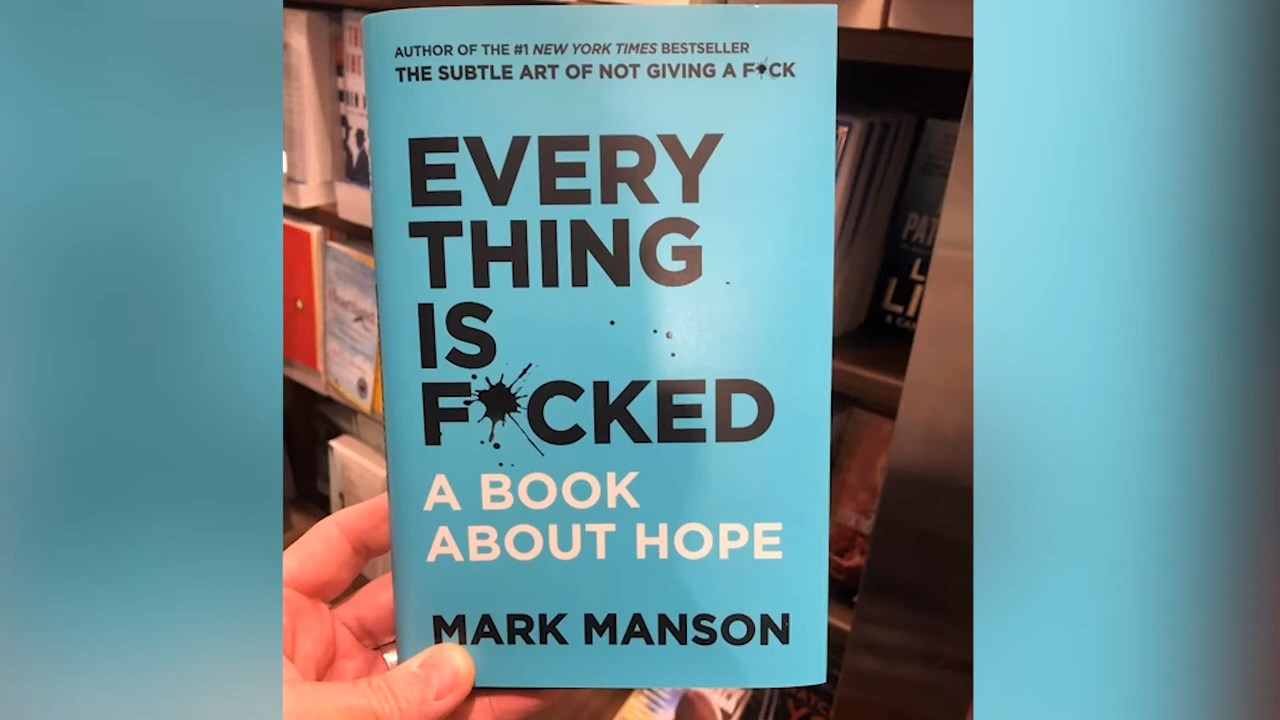 AUTHOR OF THE #1 NEW YORK TIMES BESTSELLER
THE SUBTLE ART OF NOT GIVING A F*CK
EVERY
THING
IS
F*CKED
A BOOK
ABOUT HOPE
MARK MANSON